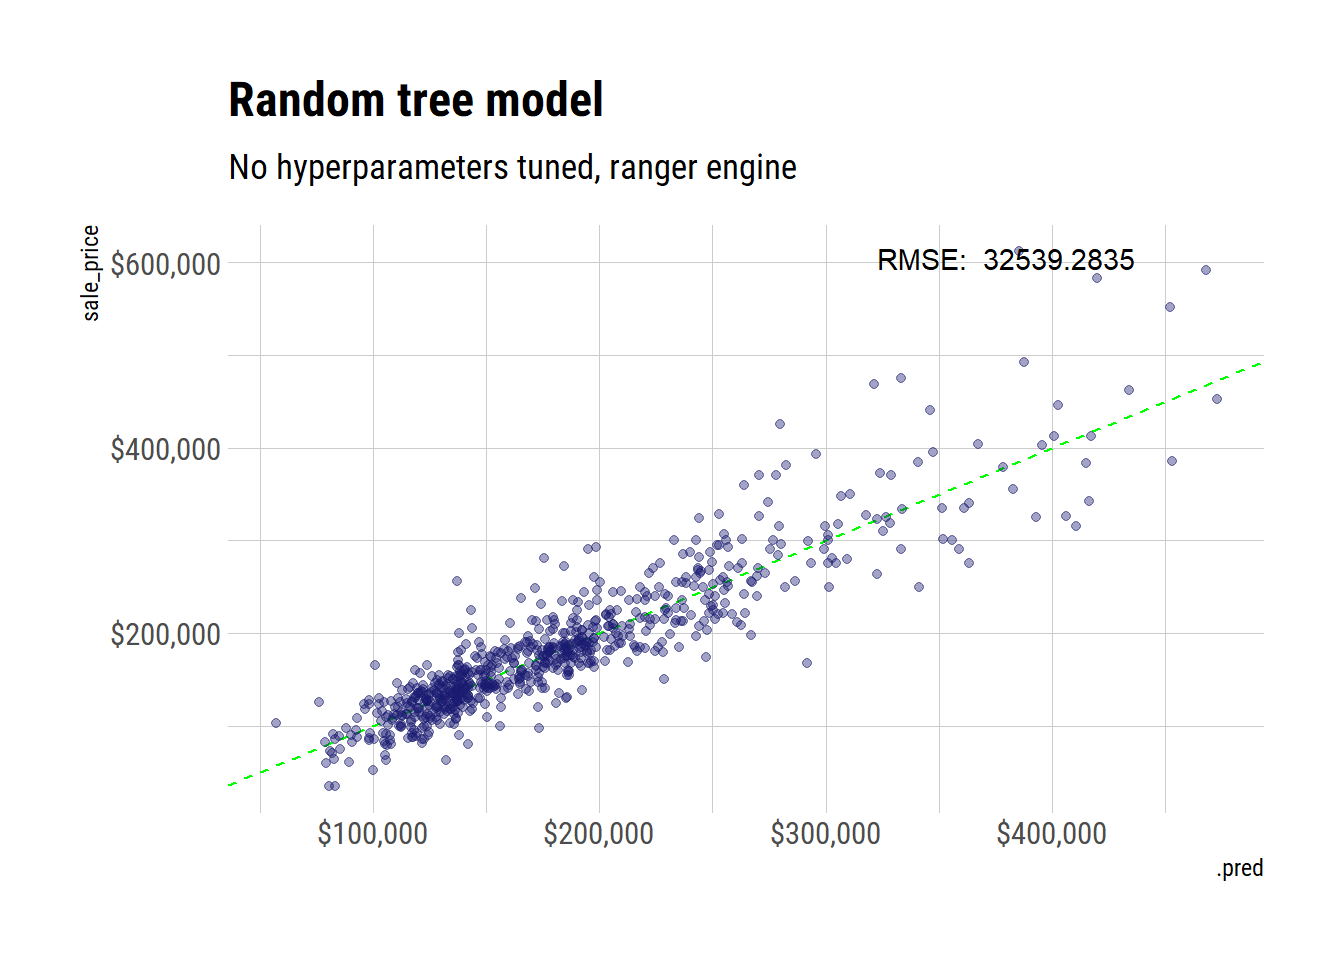 Random tree model
No hyperparameters tuned, ranger engine
sale_price
$600,000
RMSE:  32539.2835
$400,000
$200,000
$100,000
$200,000
$300,000
$400,000
.pred